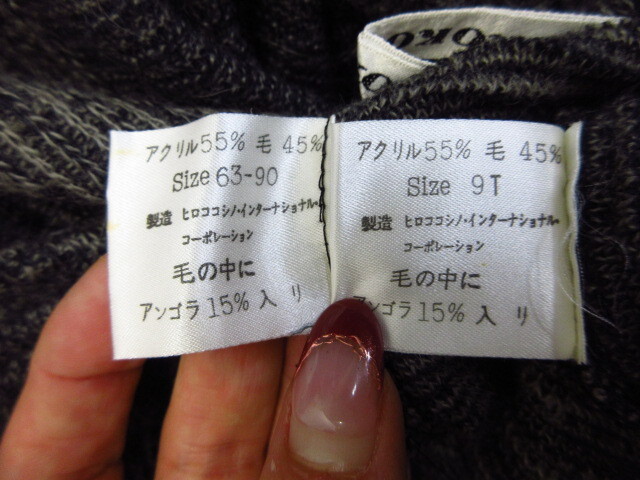 アクリル55% 毛 45%
Size 63-90
製造 ヒロココシノ・インターナショナル・
コーポレーション
毛の中に
アンゴラ 15% 入 リ
アクリル55% 毛 45%
Size 9T
製造 ヒロココシノ・インターナショナル・
コーポレーション
毛の中に
アンゴラ 15% 入 リ